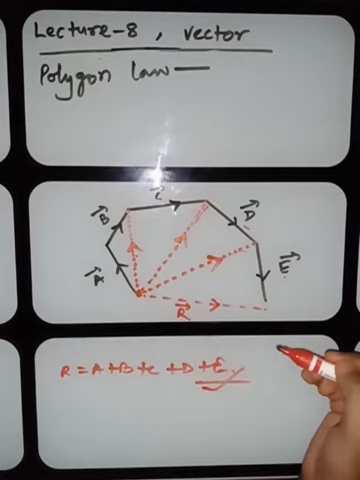 Lecture-8, vector
Polygon law —
C
B
D
A
E
R
R = A + B + C + D + E